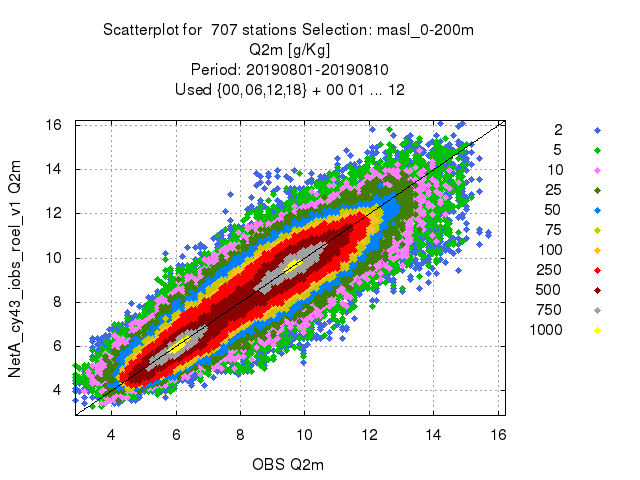 Scatterplot for  707 stations Selection: masl_0-200m
Q2m [g/Kg]
Period: 20190801-20190810
Used {00,06,12,18} + 00 01 ... 12
NetA_cy43_iobs_roel_v1 Q2m
16
14
12
10
8
6
4
4 6 8 10 12 14 16
OBS Q2m
2
5
10
25
50
75
100
250
500
750
1000